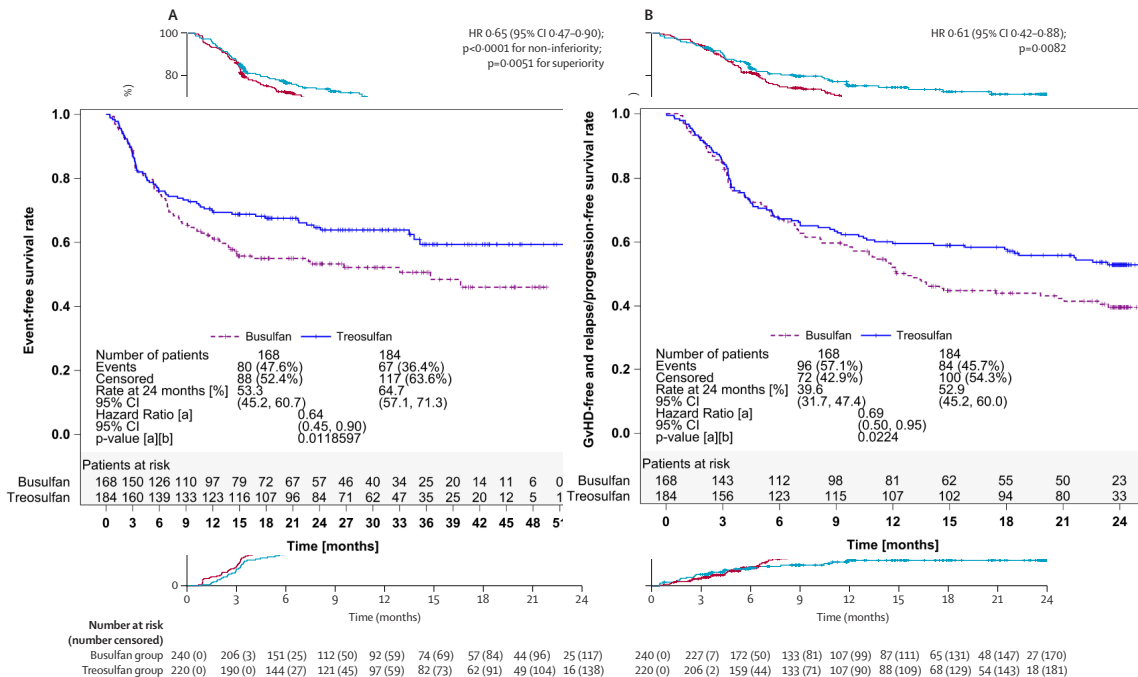 A
HR 0·65 (95% CI 0·47–0·90);
p<0·0001 for non-inferiority;
p=0·0051 for superiority
100
80
%)
B
HR 0·61 (95% CI 0·42–0·88);
p=0·0082
)
Event-free survival rate
1.0
0.8
0.6
0.4
0.2
0.0
Busulfan Treosulfan
Number of patients 168 184
Events 80 (47.6%) 67 (36.4%)
Censored 88 (52.4%) 117 (63.6%)
Rate at 24 months [%] 53.3 64.7
95% CI (45.2, 60.7) (57.1, 71.3)
Hazard Ratio [a] 0.64
95% CI (0.45, 0.90)
p-value [a][b] 0.0118597
Patients at risk
Busulfan 168 150 126 110 97 79 72 67 57 46 40 34 25 20 14 11 6 0
Treosulfan 184 160 139 133 123 116 107 96 84 71 62 47 35 25 20 12 5 1
0 3 6 9 12 15 18 21 24 27 30 33 36 39 42 45 48 51
Time [months]
GvHD-free and relapse/progression-free survival rate
1.0
0.8
0.6
0.4
0.2
0.0
Busulfan Treosulfan
Number of patients 168 184
Events 96 (57.1%) 84 (45.7%)
Censored 72 (42.9%) 100 (54.3%)
Rate at 24 months [%] 39.6 52.9
95% CI (31.7, 47.4) (45.2, 60.0)
Hazard Ratio [a] 0.69
95% CI (0.50, 0.95)
p-value [a][b] 0.0224
Patients at risk
Busulfan 168 143 112 98 81 62 55 50 23
Treosulfan 184 156 123 115 107 102 94 80 33
0 3 6 9 12 15 18 21 24
Time [months]
0
0 3 6 9 12 15 18 21 24
Time (months)
0 3 6 9 12 15 18 21 24
Time (months)
Number at risk
(number censored)
Busulfan group 240 (0) 206 (3) 151 (25) 112 (50) 92 (59) 74 (69) 57 (84) 44 (96) 25 (117) 240 (0) 227 (7) 172 (50) 133 (81) 107 (99) 87 (111) 65 (131) 48 (147) 27 (170)
Treosulfan group 220 (0) 190 (0) 144 (27) 121 (45) 97 (59) 82 (73) 62 (91) 49 (104) 16 (138) 220 (0) 206 (2) 159 (44) 133 (71) 107 (90) 88 (109) 68 (129) 54 (143) 18 (181)